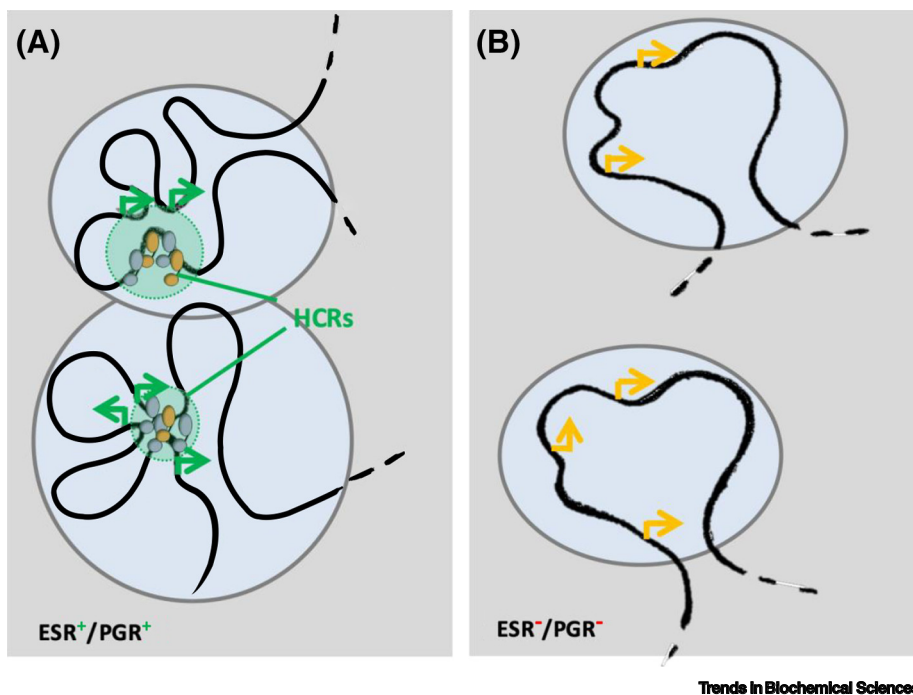 (A)
(B)
HCRs
ESR+/PGR+
ESR-/PGR-
Trends in Biochemical Sciences